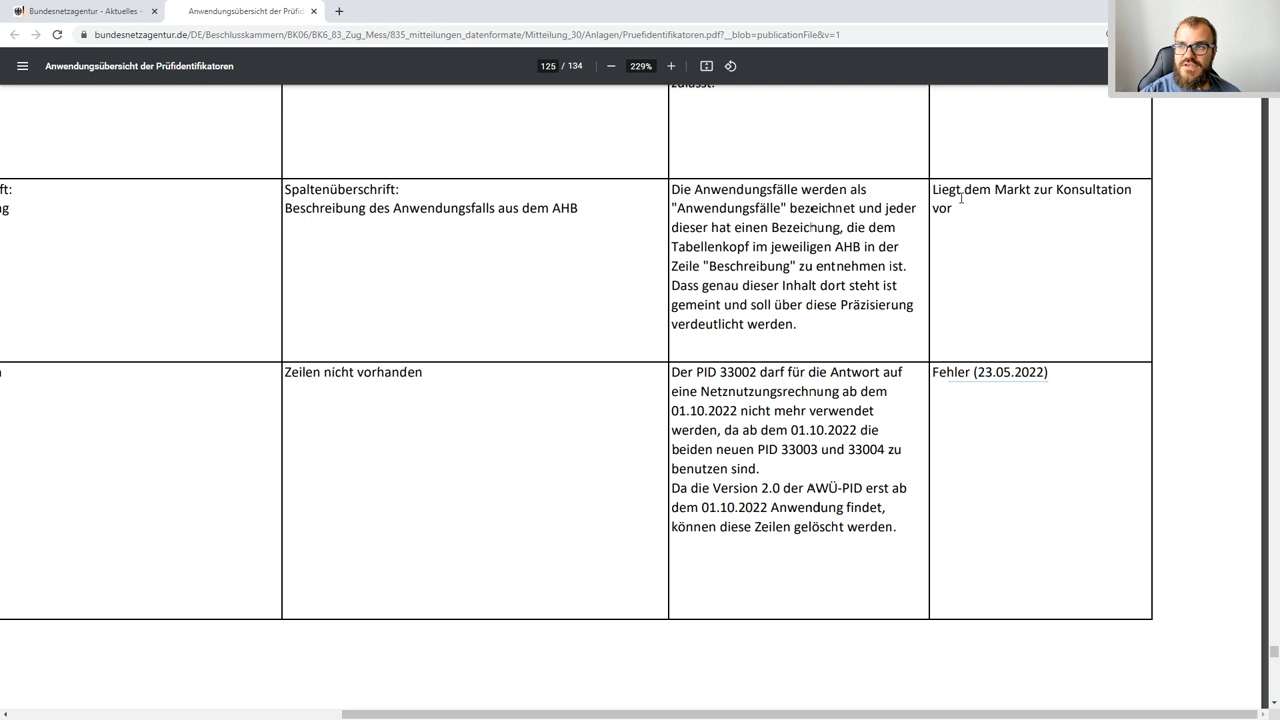 Bundesnetzagentur - Aktuelles -
Anwendungsübersicht der Prüfid
bundesnetzagentur.de/DE/Beschlusskammern/BK06/BK6_83_Zug_Mess/835_mitteilungen_datenformate/Mitteilung_30/Anlagen/Pruefidentifikatoren.pdf?__blob=publicationFile&v=1
Anwendungsübersicht der Prüfidentifikatoren
125 / 134
229%
zulässt.
ft:
g
Spaltenüberschrift:
Beschreibung des Anwendungsfalls aus dem AHB
Die Anwendungsfälle werden als
"Anwendungsfälle" bezeichnet und jeder
dieser hat einen Bezeichung, die dem
Tabellenkopf im jeweiligen AHB in der
Zeile "Beschreibung" zu entnehmen ist.
Dass genau dieser Inhalt dort steht ist
gemeint und soll über diese Präzisierung
verdeutlicht werden.
Liegt dem Markt zur Konsultation
vor
Zeilen nicht vorhanden
Der PID 33002 darf für die Antwort auf
eine Netznutzungsrechnung ab dem
01.10.2022 nicht mehr verwendet
werden, da ab dem 01.10.2022 die
beiden neuen PID 33003 und 33004 zu
benutzen sind.
Da die Version 2.0 der AWÜ-PID erst ab
dem 01.10.2022 Anwendung findet,
können diese Zeilen gelöscht werden.
Fehler (23.05.2022)